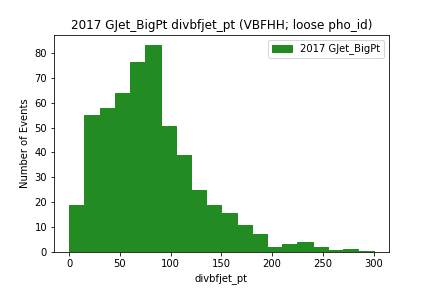 2017 GJet_BigPt divbfjet_pt (VBFHH; loose pho_id)
2017 GJet_BigPt
Number of Events
80
70
60
50
40
30
20
10
0
0 50 100 150 200 250 300
divbfjet_pt